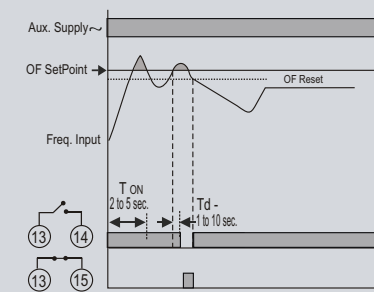 Aux. Supply~
OF SetPoint
OF Reset
Freq. Input
T ON
2 to 5 sec.
Td -
1 to 10 sec.
13 14
13 15